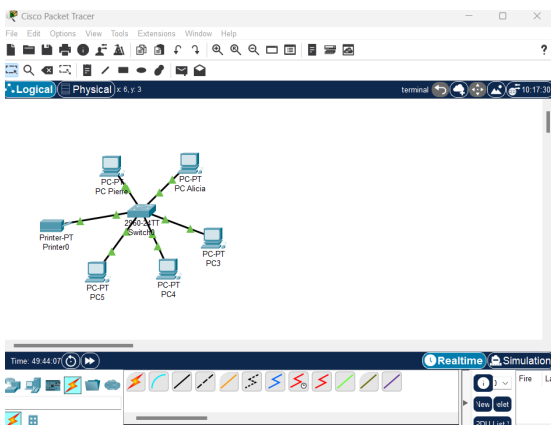 Cisco Packet Tracer
File Edit Options View Tools Extensions Window Help
?
Logical Physical x: 6, y: 3 terminal 10:17:30
PC-PT
PC Pierre
PC-PT
PC Alicia
2960-24TT
Switch0
Printer-PT
Printer0
PC-PT
PC3
PC-PT
PC5
PC-PT
PC4
Time: 49:44:07 Realtime Simulation
Fire La
New elet